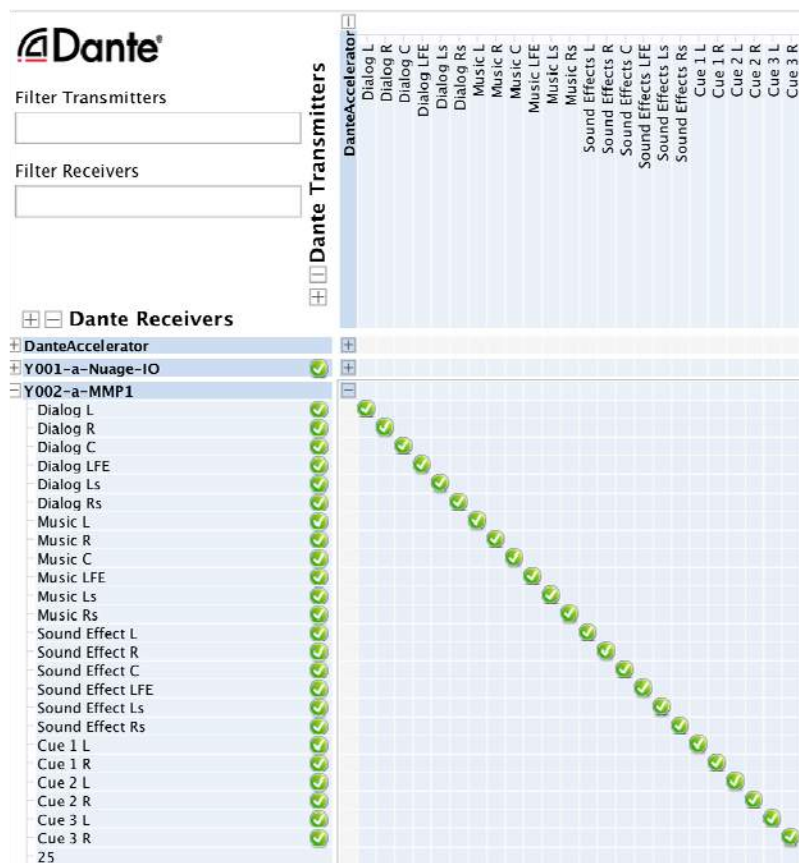 Dante
Filter Transmitters
Filter Receivers
Dante Transmitters
DanteAccelerator
Dialog L
Dialog R
Dialog C
Dialog LFE
Dialog Ls
Dialog Rs
Music L
Music R
Music C
Music LFE
Music Ls
Music Rs
Sound Effects L
Sound Effects R
Sound Effects C
Sound Effects LFE
Sound Effects Ls
Sound Effects Rs
Cue 1 L
Cue 1 R
Cue 2 L
Cue 2 R
Cue 3 L
Cue 3 R
Dante Receivers
DanteAccelerator
Y001-a-Nuage-IO
Y002-a-MMP1
Dialog L
Dialog R
Dialog C
Dialog LFE
Dialog Ls
Dialog Rs
Music L
Music R
Music C
Music LFE
Music Ls
Music Rs
Sound Effect L
Sound Effect R
Sound Effect C
Sound Effect LFE
Sound Effect Ls
Sound Effect Rs
Cue 1 L
Cue 1 R
Cue 2 L
Cue 2 R
Cue 3 L
Cue 3 R
25